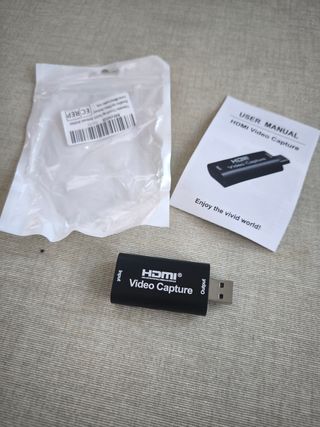 EC REP
USER MANUAL
HDMI Video Capture
HDMI
Video Capture
Enjoy the vivid world!
Input
HDMI®
Video Capture
Output